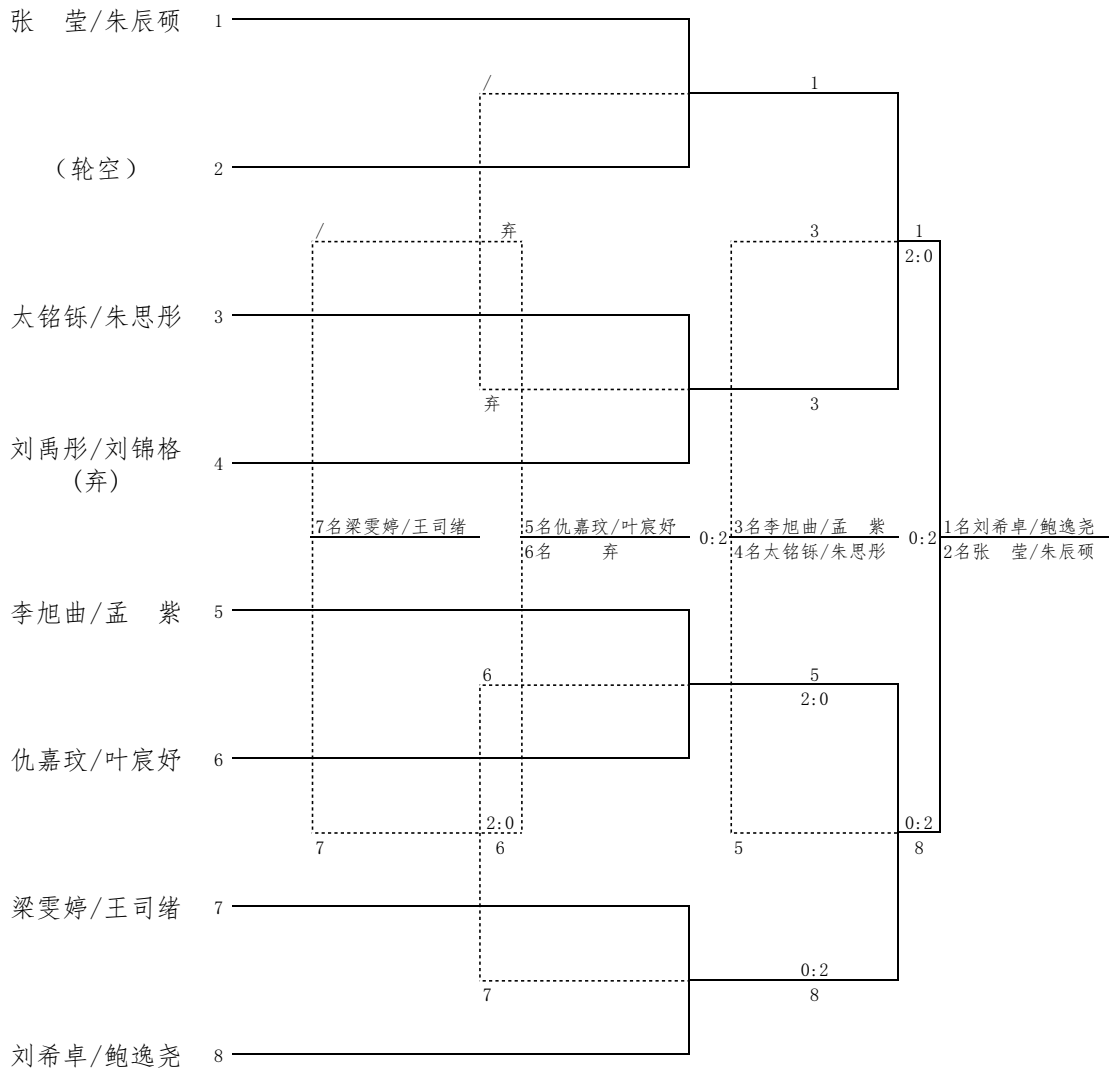 张　莹/朱辰硕 1
/
1
（轮空） 2
/
弃
3
1
2:0
太铭铄/朱思彤 3
弃
3
刘禹彤/刘锦格 4
(弃)
7名梁雯婷/王司绪
5名仇嘉玟/叶宸妤
6名　　弃
0:2
3名李旭曲/孟　紫
4名太铭铄/朱思彤
0:2
1名刘希卓/鲍逸尧
2名张　莹/朱辰硕
李旭曲/孟　紫 5
6
5
2:0
仇嘉玟/叶宸妤 6
7
2:0
6
5
0:2
8
梁雯婷/王司绪 7
7
0:2
8
刘希卓/鲍逸尧 8